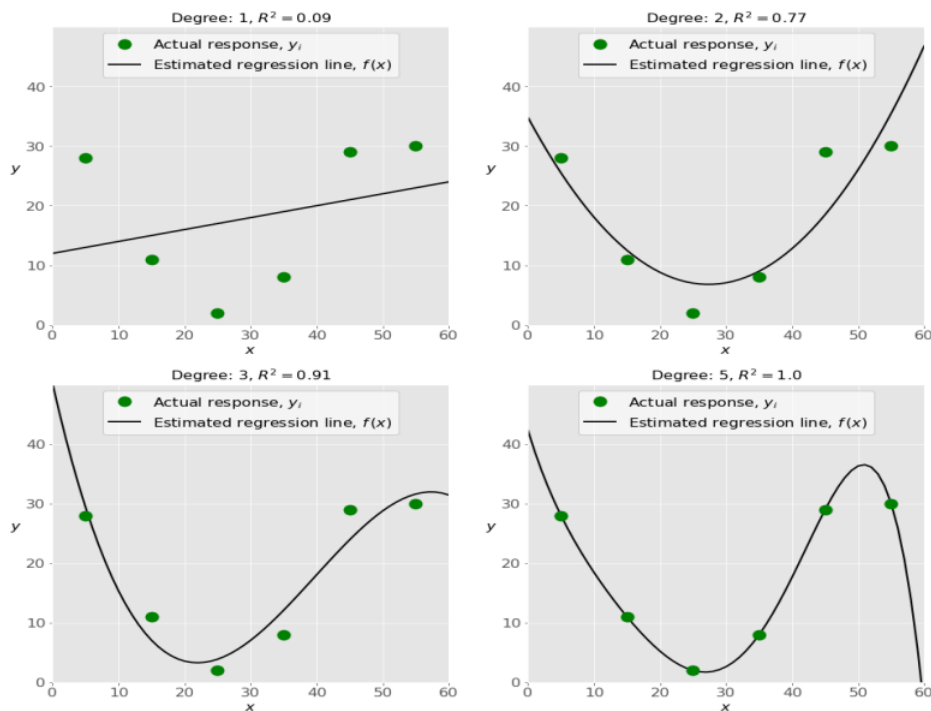 Degree: 1, R² = 0.09
Actual response, yᵢ
Estimated regression line, f(x)
40
30
y
20
10
0
0 10 20 30 40 50 60
x
Degree: 2, R² = 0.77
Actual response, yᵢ
Estimated regression line, f(x)
40
30
y
20
10
0
0 10 20 30 40 50 60
x
Degree: 3, R² = 0.91
Actual response, yᵢ
Estimated regression line, f(x)
40
30
y
20
10
0
0 10 20 30 40 50 60
x
Degree: 5, R² = 1.0
Actual response, yᵢ
Estimated regression line, f(x)
40
30
y
20
10
0
0 10 20 30 40 50 60
x